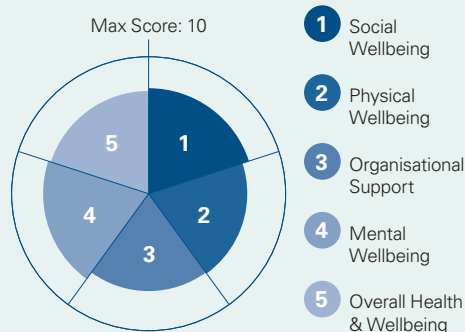 Max Score: 10
1
2
3
4
5
1 Social
Wellbeing
2 Physical
Wellbeing
3 Organisational
Support
4 Mental
Wellbeing
5 Overall Health
& Wellbeing